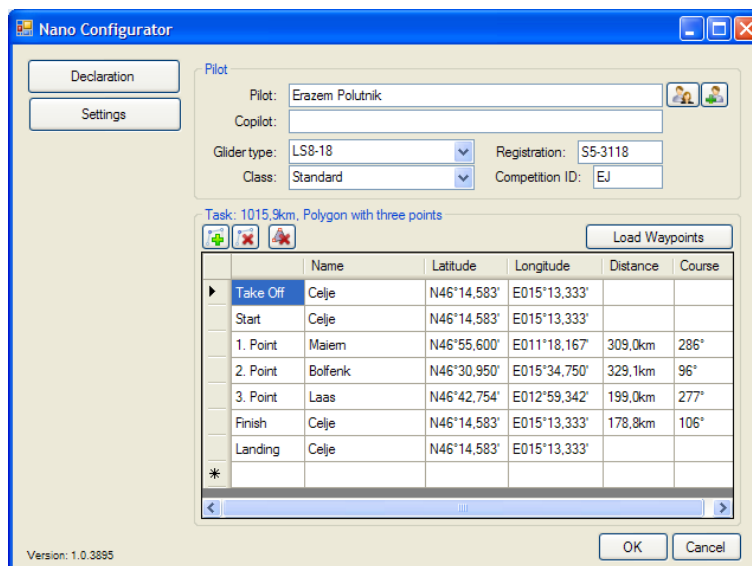 Nano Configurator
Declaration
Settings
Pilot
Pilot: Erazem Polutnik
Copilot:
Glider type: LS8-18 Registration: S5-3118
Class: Standard Competition ID: EJ
Task: 1015,9km, Polygon with three points
Load Waypoints
Name Latitude Longitude Distance Course
Take Off Celje N46°14,583' E015°13,333'
Start Celje N46°14,583' E015°13,333'
1. Point Maiern N46°55,600' E011°18,167' 309,0km 286°
2. Point Bolfenk N46°30,950' E015°34,750' 329,1km 96°
3. Point Laas N46°42,754' E012°59,342' 199,0km 277°
Finish Celje N46°14,583' E015°13,333' 178,8km 106°
Landing Celje N46°14,583' E015°13,333'
OK Cancel
Version: 1.0.3895